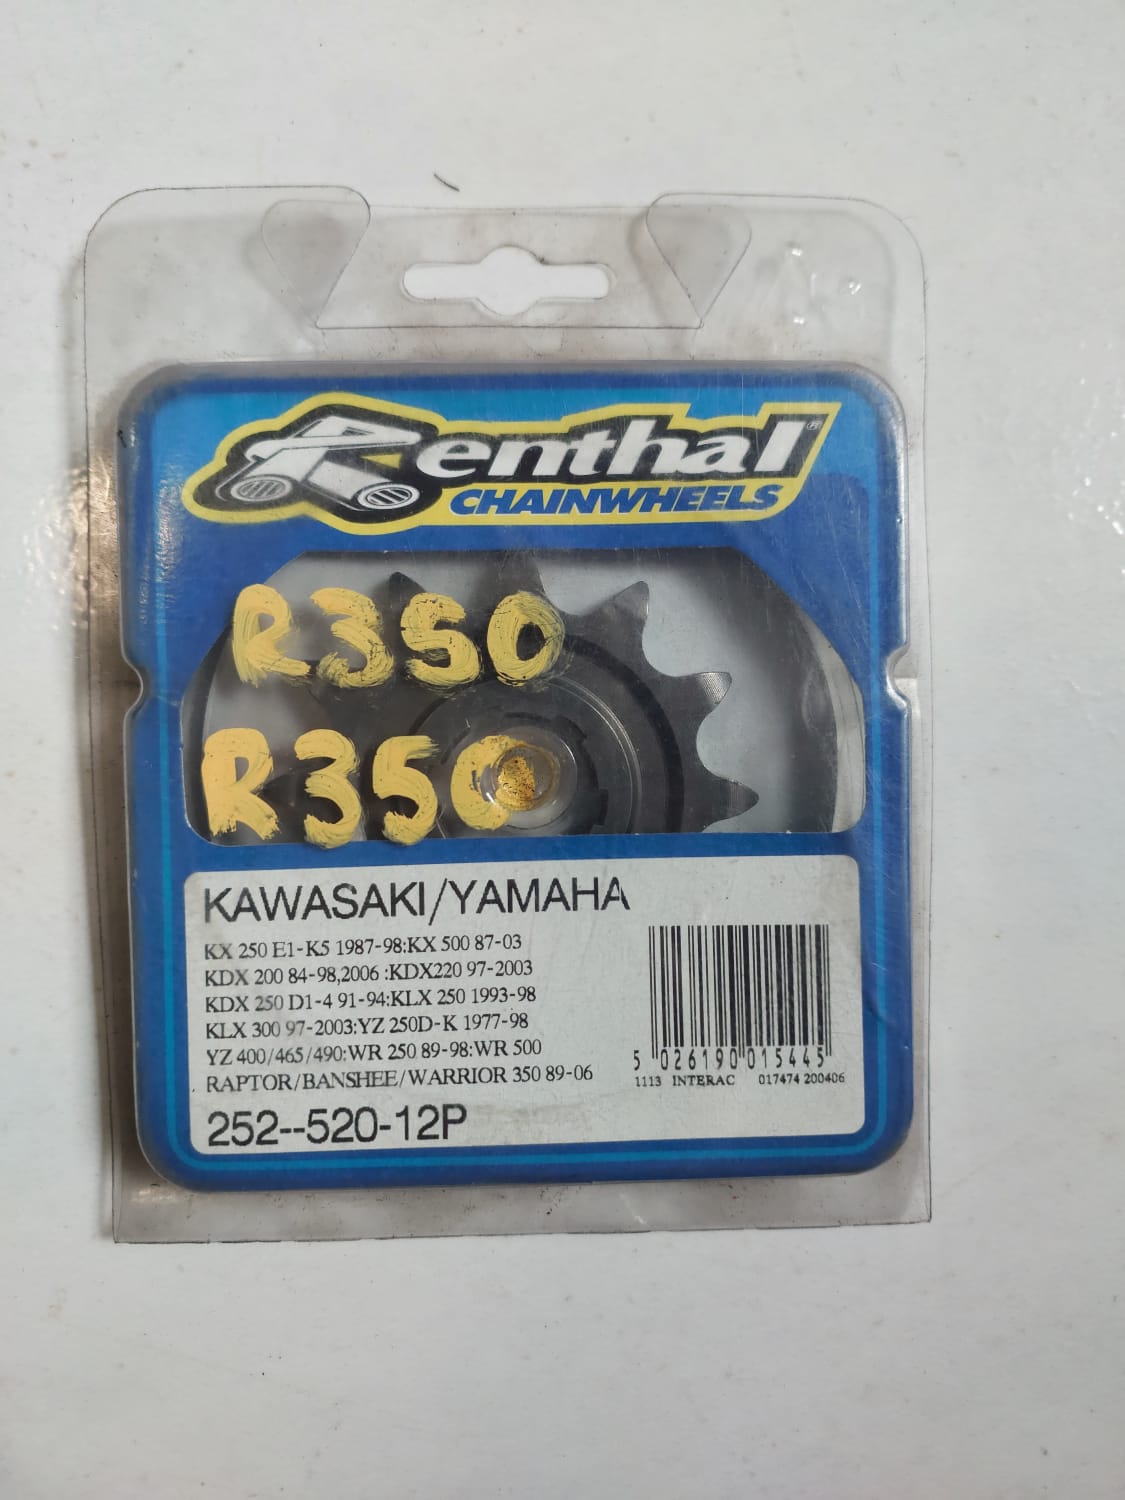 Renthal®
CHAINWHEELS
R350
R350
KAWASAKI/YAMAHA
KX 250 E1-K5 1987-98:KX 500 87-03
KDX 200 84-98,2006 :KDX220 97-2003
KDX 250 D1-4 91-94:KLX 250 1993-98
KLX 300 97-2003:YZ 250D-K 1977-98
YZ 400/465/490:WR 250 89-98:WR 500
RAPTOR/BANSHEE/WARRIOR 350 89-06
252--520-12P
5 026190 015445
1113 INTERAC 017474 200406